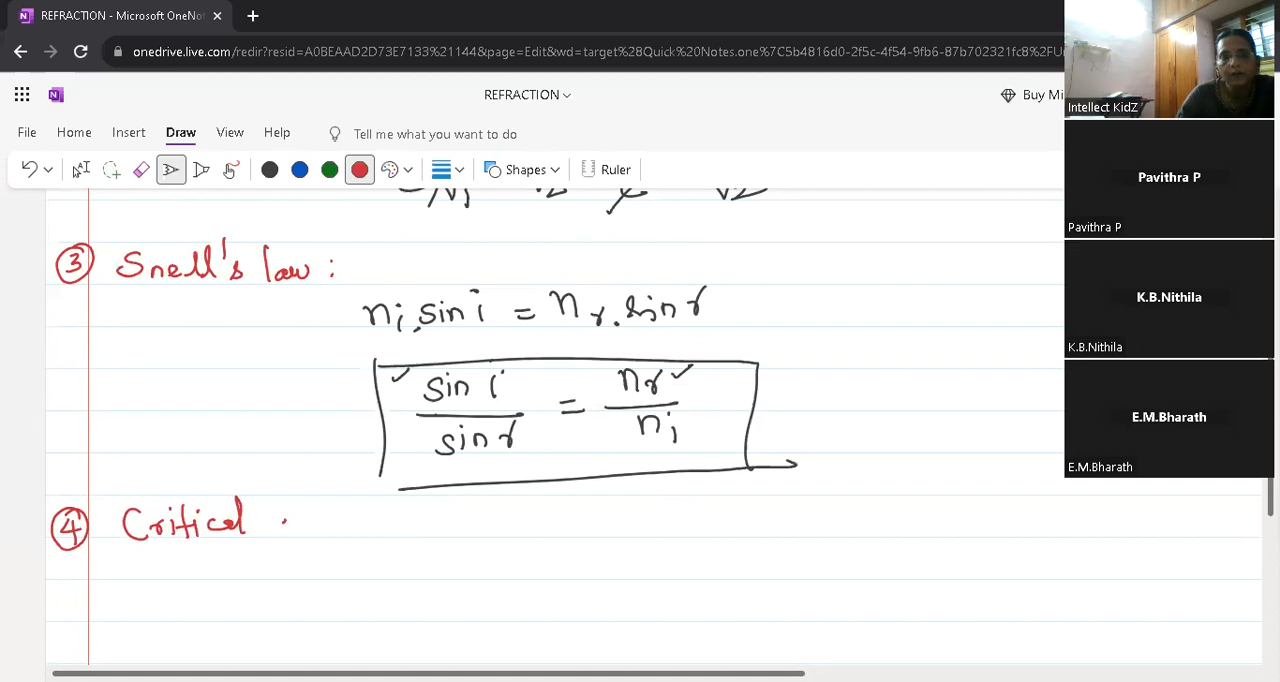 REFRACTION - Microsoft OneNot
onedrive.live.com/redir?resid=A0BEAAD2D73E7133%21144&page=Edit&wd=target%28Quick%20Notes.one%7C5b4816d0-2f5c-4f54-9fb6-87b702321fc8%2FU
REFRACTION
Buy Mi
File Home Insert Draw View Help Tell me what you want to do
Shapes Ruler
③ Snell's law :
ni . sin i = nr . sin r
sin i / sin r = nr / ni
④ Critical
Intellect KidZ
Pavithra P
Pavithra P
K.B.Nithila
K.B.Nithila
E.M.Bharath
E.M.Bharath